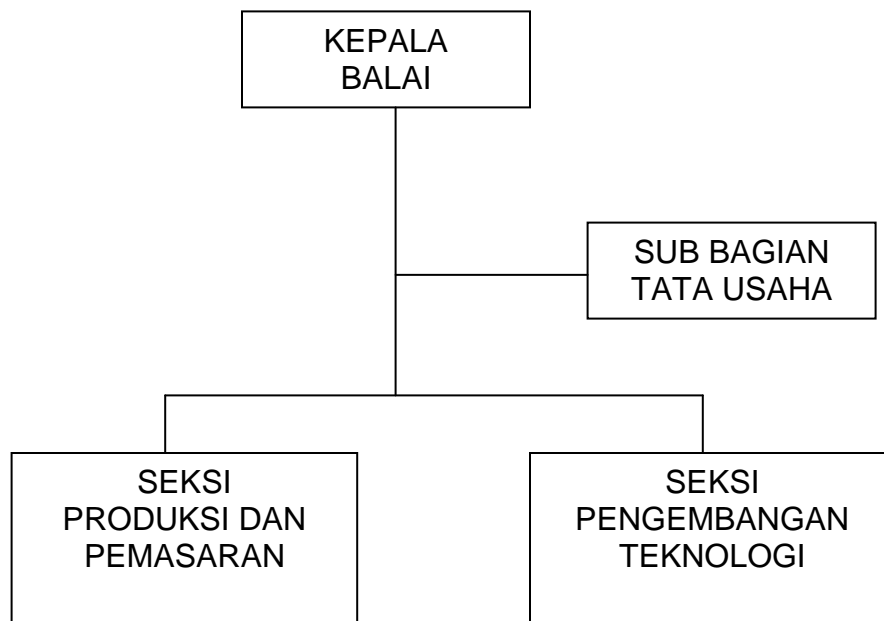 KEPALA
BALAI
SUB BAGIAN
TATA USAHA
SEKSI
PRODUKSI DAN
PEMASARAN
SEKSI
PENGEMBANGAN
TEKNOLOGI